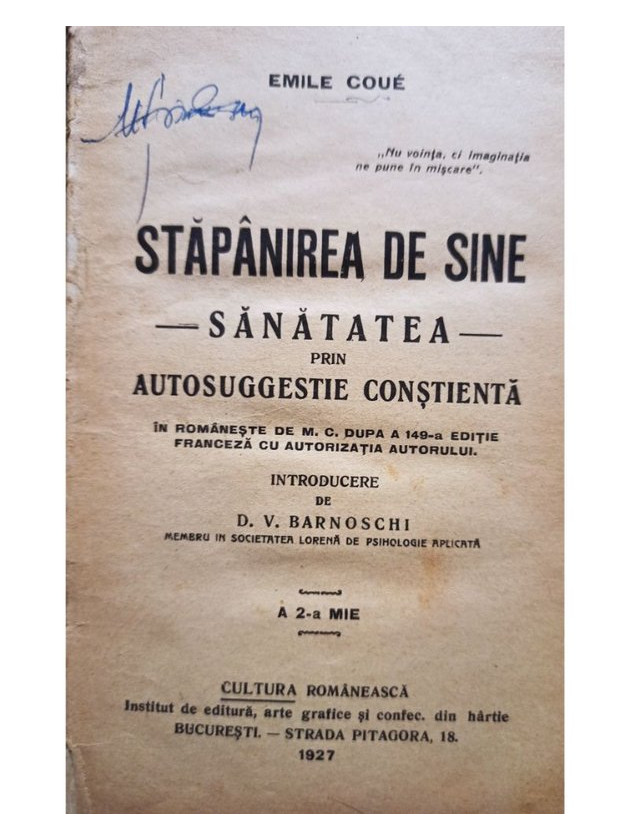 EMILE COUÉ
„Nu voința, ci imaginația
ne pune în mișcare".
STĂPÂNIREA DE SINE
— SĂNĂTATEA —
PRIN
AUTOSUGGESTIE CONȘTIENTĂ
ÎN ROMÂNEȘTE DE M. C. DUPA A 149-a EDIȚIE
FRANCEZĂ CU AUTORIZAȚIA AUTORULUI.
INTRODUCERE
DE
D. V. BARNOSCHI
MEMBRU IN SOCIETATEA LORENĂ DE PSIHOLOGIE APLICATĂ
A 2-a MIE
CULTURA ROMÂNEASCĂ
Institut de editură, arte grafice și confec. din hârtie
BUCUREȘTI. — STRADA PITAGORA, 18.
1927